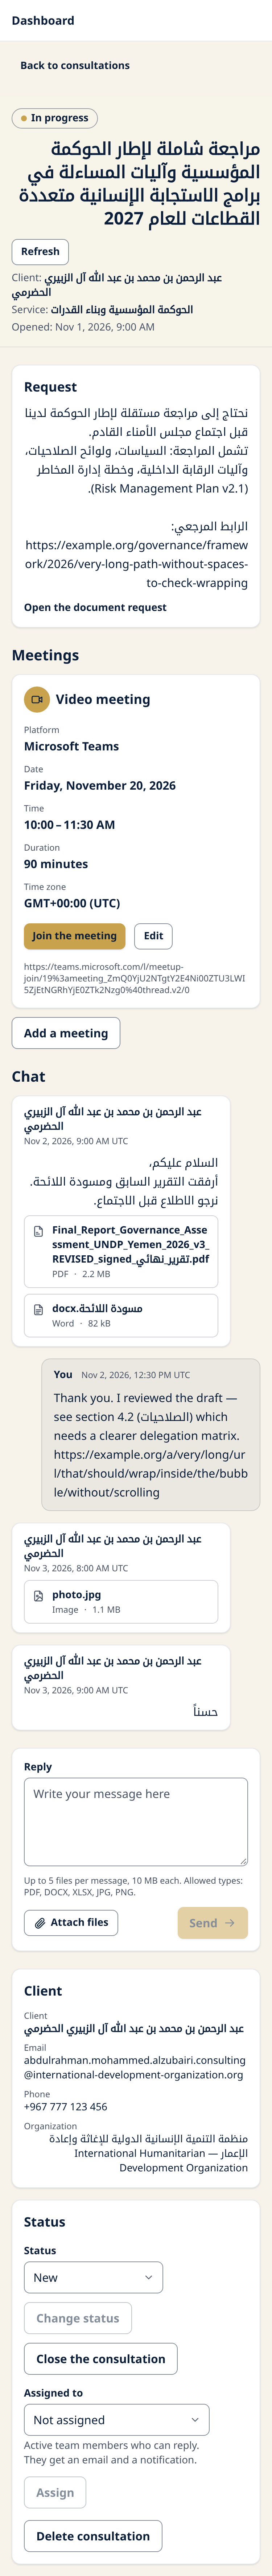 Dashboard
Back to consultations
In progress
مراجعة شاملة لإطار الحوكمة
المؤسسية وآليات المساءلة في
برامج الاستجابة الإنسانية متعددة
القطاعات للعام 2027
Refresh
Client: عبد الرحمن بن محمد بن عبد الله آل الزبيري
الحضرمي
Service: الحوكمة المؤسسية وبناء القدرات
Opened: Nov 1, 2026, 9:00 AM
Request
نحتاج إلى مراجعة مستقلة لإطار الحوكمة لدينا
قبل اجتماع مجلس الأمناء القادم.
تشمل المراجعة: السياسات، ولوائح الصلاحيات،
وآليات الرقابة الداخلية، وخطة إدارة المخاطر
(Risk Management Plan v2.1).
الرابط المرجعي:
https://example.org/governance/framew
ork/2026/very-long-path-without-spaces-
to-check-wrapping
Open the document request
Meetings
Video meeting
Platform
Microsoft Teams
Date
Friday, November 20, 2026
Time
10:00 – 11:30 AM
Duration
90 minutes
Time zone
GMT+00:00 (UTC)
Join the meeting
Edit
https://teams.microsoft.com/l/meetup-
join/19%3ameeting_ZmQ0YjU2NTgtY2E4Ni00ZTU3LWI
5ZjEtNGRhYjE0ZTk2Nzg0%40thread.v2/0
Add a meeting
Chat
عبد الرحمن بن محمد بن عبد الله آل الزبيري
الحضرمي
Nov 2, 2026, 9:00 AM UTC
السلام عليكم،
أرفقت التقرير السابق ومسودة اللائحة.
نرجو الاطلاع قبل الاجتماع.
Final_Report_Governance_Asse
ssment_UNDP_Yemen_2026_v3_
REVISED_signed_تقرير_نهائي.pdf
PDF · 2.2 MB
مسودة اللائحة.docx
Word · 82 kB
You Nov 2, 2026, 12:30 PM UTC
Thank you. I reviewed the draft —
see section 4.2 (الصلاحيات) which
needs a clearer delegation matrix.
https://example.org/a/very/long/ur
l/that/should/wrap/inside/the/bubb
le/without/scrolling
عبد الرحمن بن محمد بن عبد الله آل الزبيري
الحضرمي
Nov 3, 2026, 8:00 AM UTC
photo.jpg
Image · 1.1 MB
عبد الرحمن بن محمد بن عبد الله آل الزبيري
الحضرمي
Nov 3, 2026, 9:00 AM UTC
حسناً
Reply
Write your message here
Up to 5 files per message, 10 MB each. Allowed types:
PDF, DOCX, XLSX, JPG, PNG.
Attach files
Send
Client
Client
عبد الرحمن بن محمد بن عبد الله آل الزبيري الحضرمي
Email
abdulrahman.mohammed.alzubairi.consulting
@international-development-organization.org
Phone
+967 777 123 456
Organization
منظمة التنمية الإنسانية الدولية للإغاثة وإعادة
الإعمار — International Humanitarian
Development Organization
Status
Status
New
Change status
Close the consultation
Assigned to
Not assigned
Active team members who can reply.
They get an email and a notification.
Assign
Delete consultation